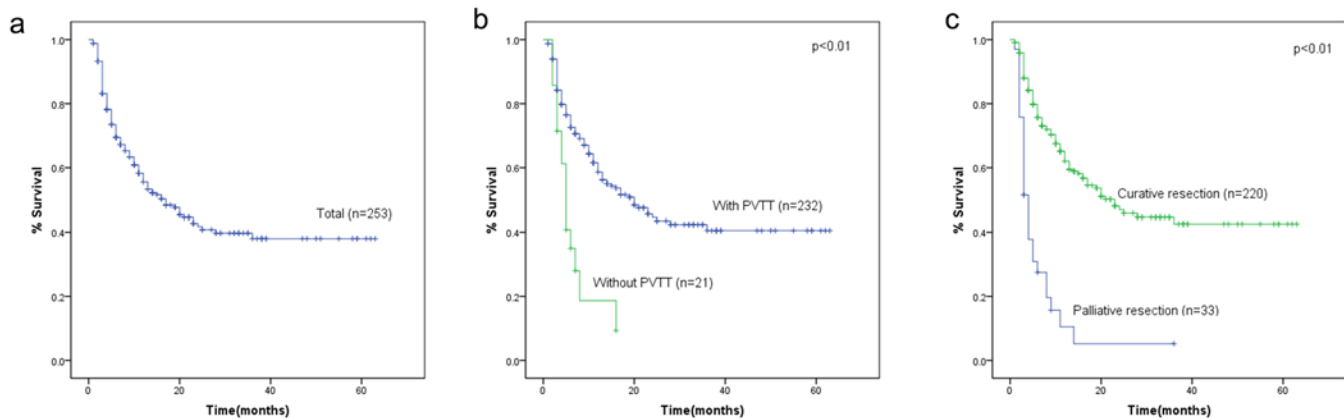 a
% Survival
1.0
0.8
0.6
0.4
0.2
0.0
Total (n=253)
0 20 40 60
Time(months)
b
p<0.01
% Survival
1.0
0.8
0.6
0.4
0.2
0.0
With PVTT (n=232)
Without PVTT (n=21)
0 20 40 60
Time(months)
c
p<0.01
% Survival
1.0
0.8
0.6
0.4
0.2
0.0
Curative resection (n=220)
Palliative resection (n=33)
0 20 40 60
Time(months)